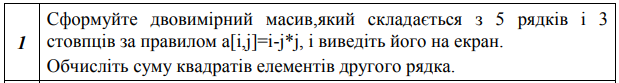 1
Сформуйте двовимірний масив,який складається з 5 рядків і 3
стовпців за правилом a[i,j]=i-j*j, і виведіть його на екран.
Обчисліть суму квадратів елементів другого рядка.